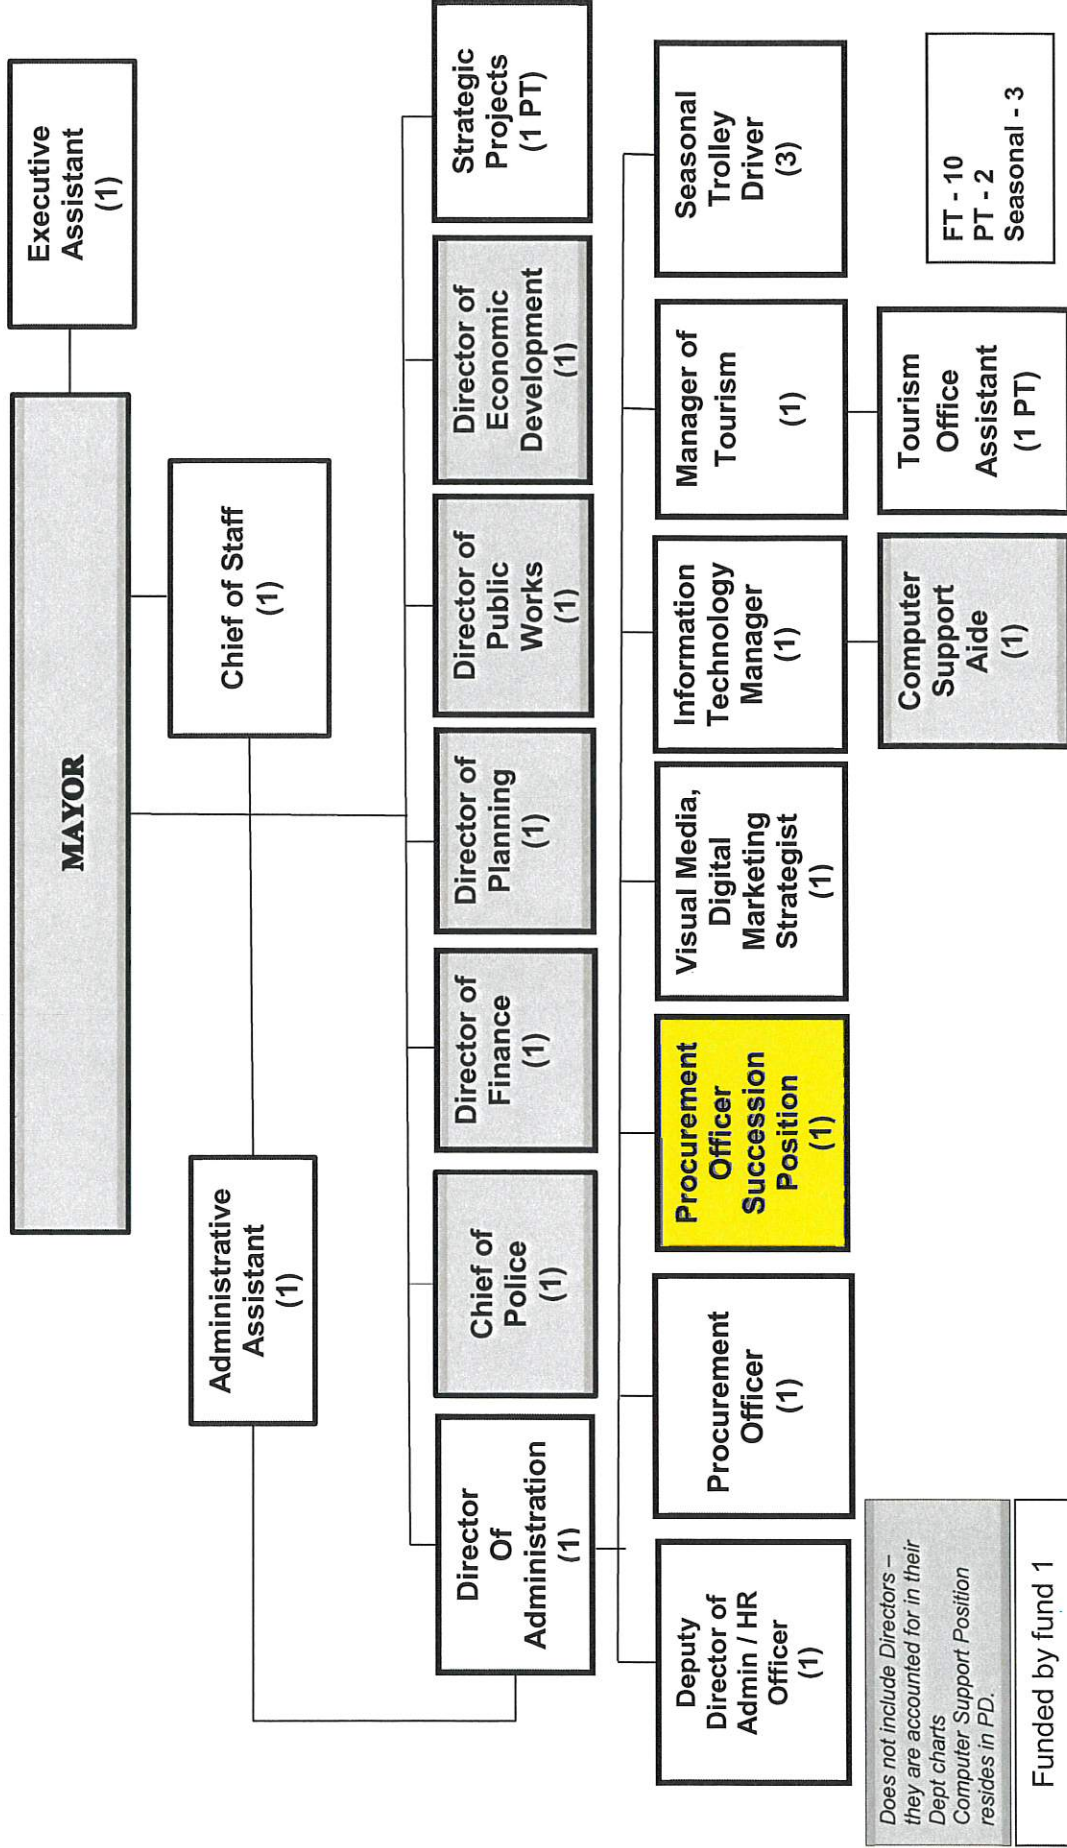 MAYOR
Executive
Assistant
(1)
Chief of Staff
(1)
Administrative
Assistant
(1)
Director
Of
Administration
(1)
Chief of
Police
(1)
Director of
Finance
(1)
Director of
Planning
(1)
Director of
Public
Works
(1)
Director of
Economic
Development
(1)
Strategic
Projects
(1 PT)
Deputy
Director of
Admin / HR
Officer
(1)
Procurement
Officer
(1)
Procurement
Officer
Succession
Position
(1)
Visual Media,
Digital
Marketing
Strategist
(1)
Information
Technology
Manager
(1)
Manager of
Tourism
(1)
Seasonal
Trolley
Driver
(3)
Computer
Support
Aide
(1)
Tourism
Office
Assistant
(1 PT)
Does not include Directors –
they are accounted for in their
Dept charts
Computer Support Position
resides in PD.
Funded by fund 1
FT - 10
PT - 2
Seasonal - 3